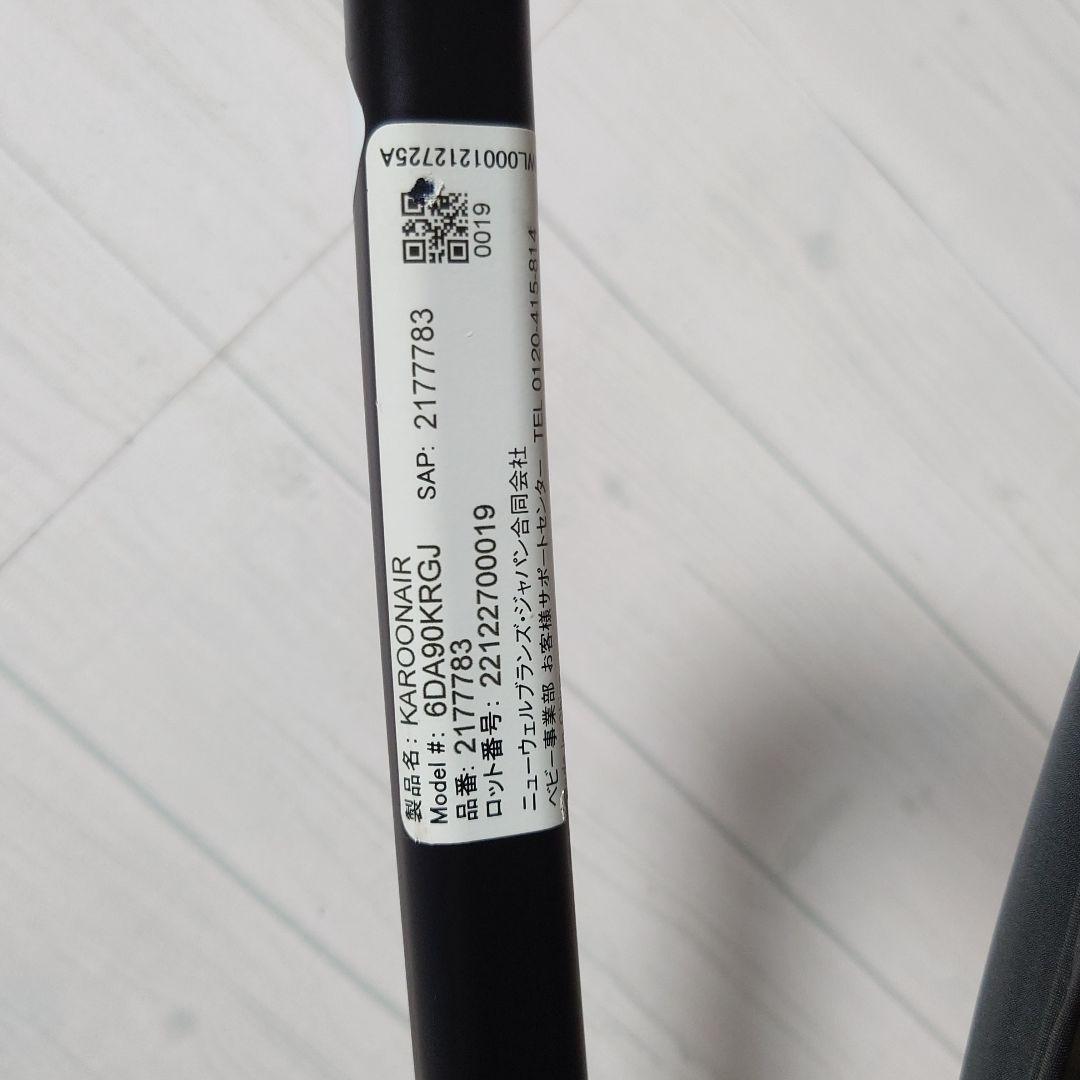 製品名: KAROONAIR
Model #: 6DA90KRGJ SAP: 2177783
品番: 2177783
ロット番号: 22122700019
ニューウェルブランズ・ジャパン合同会社
ベビー事業部 お客様サポートセンター TEL 0120-415-814
0019
WL0001212725A